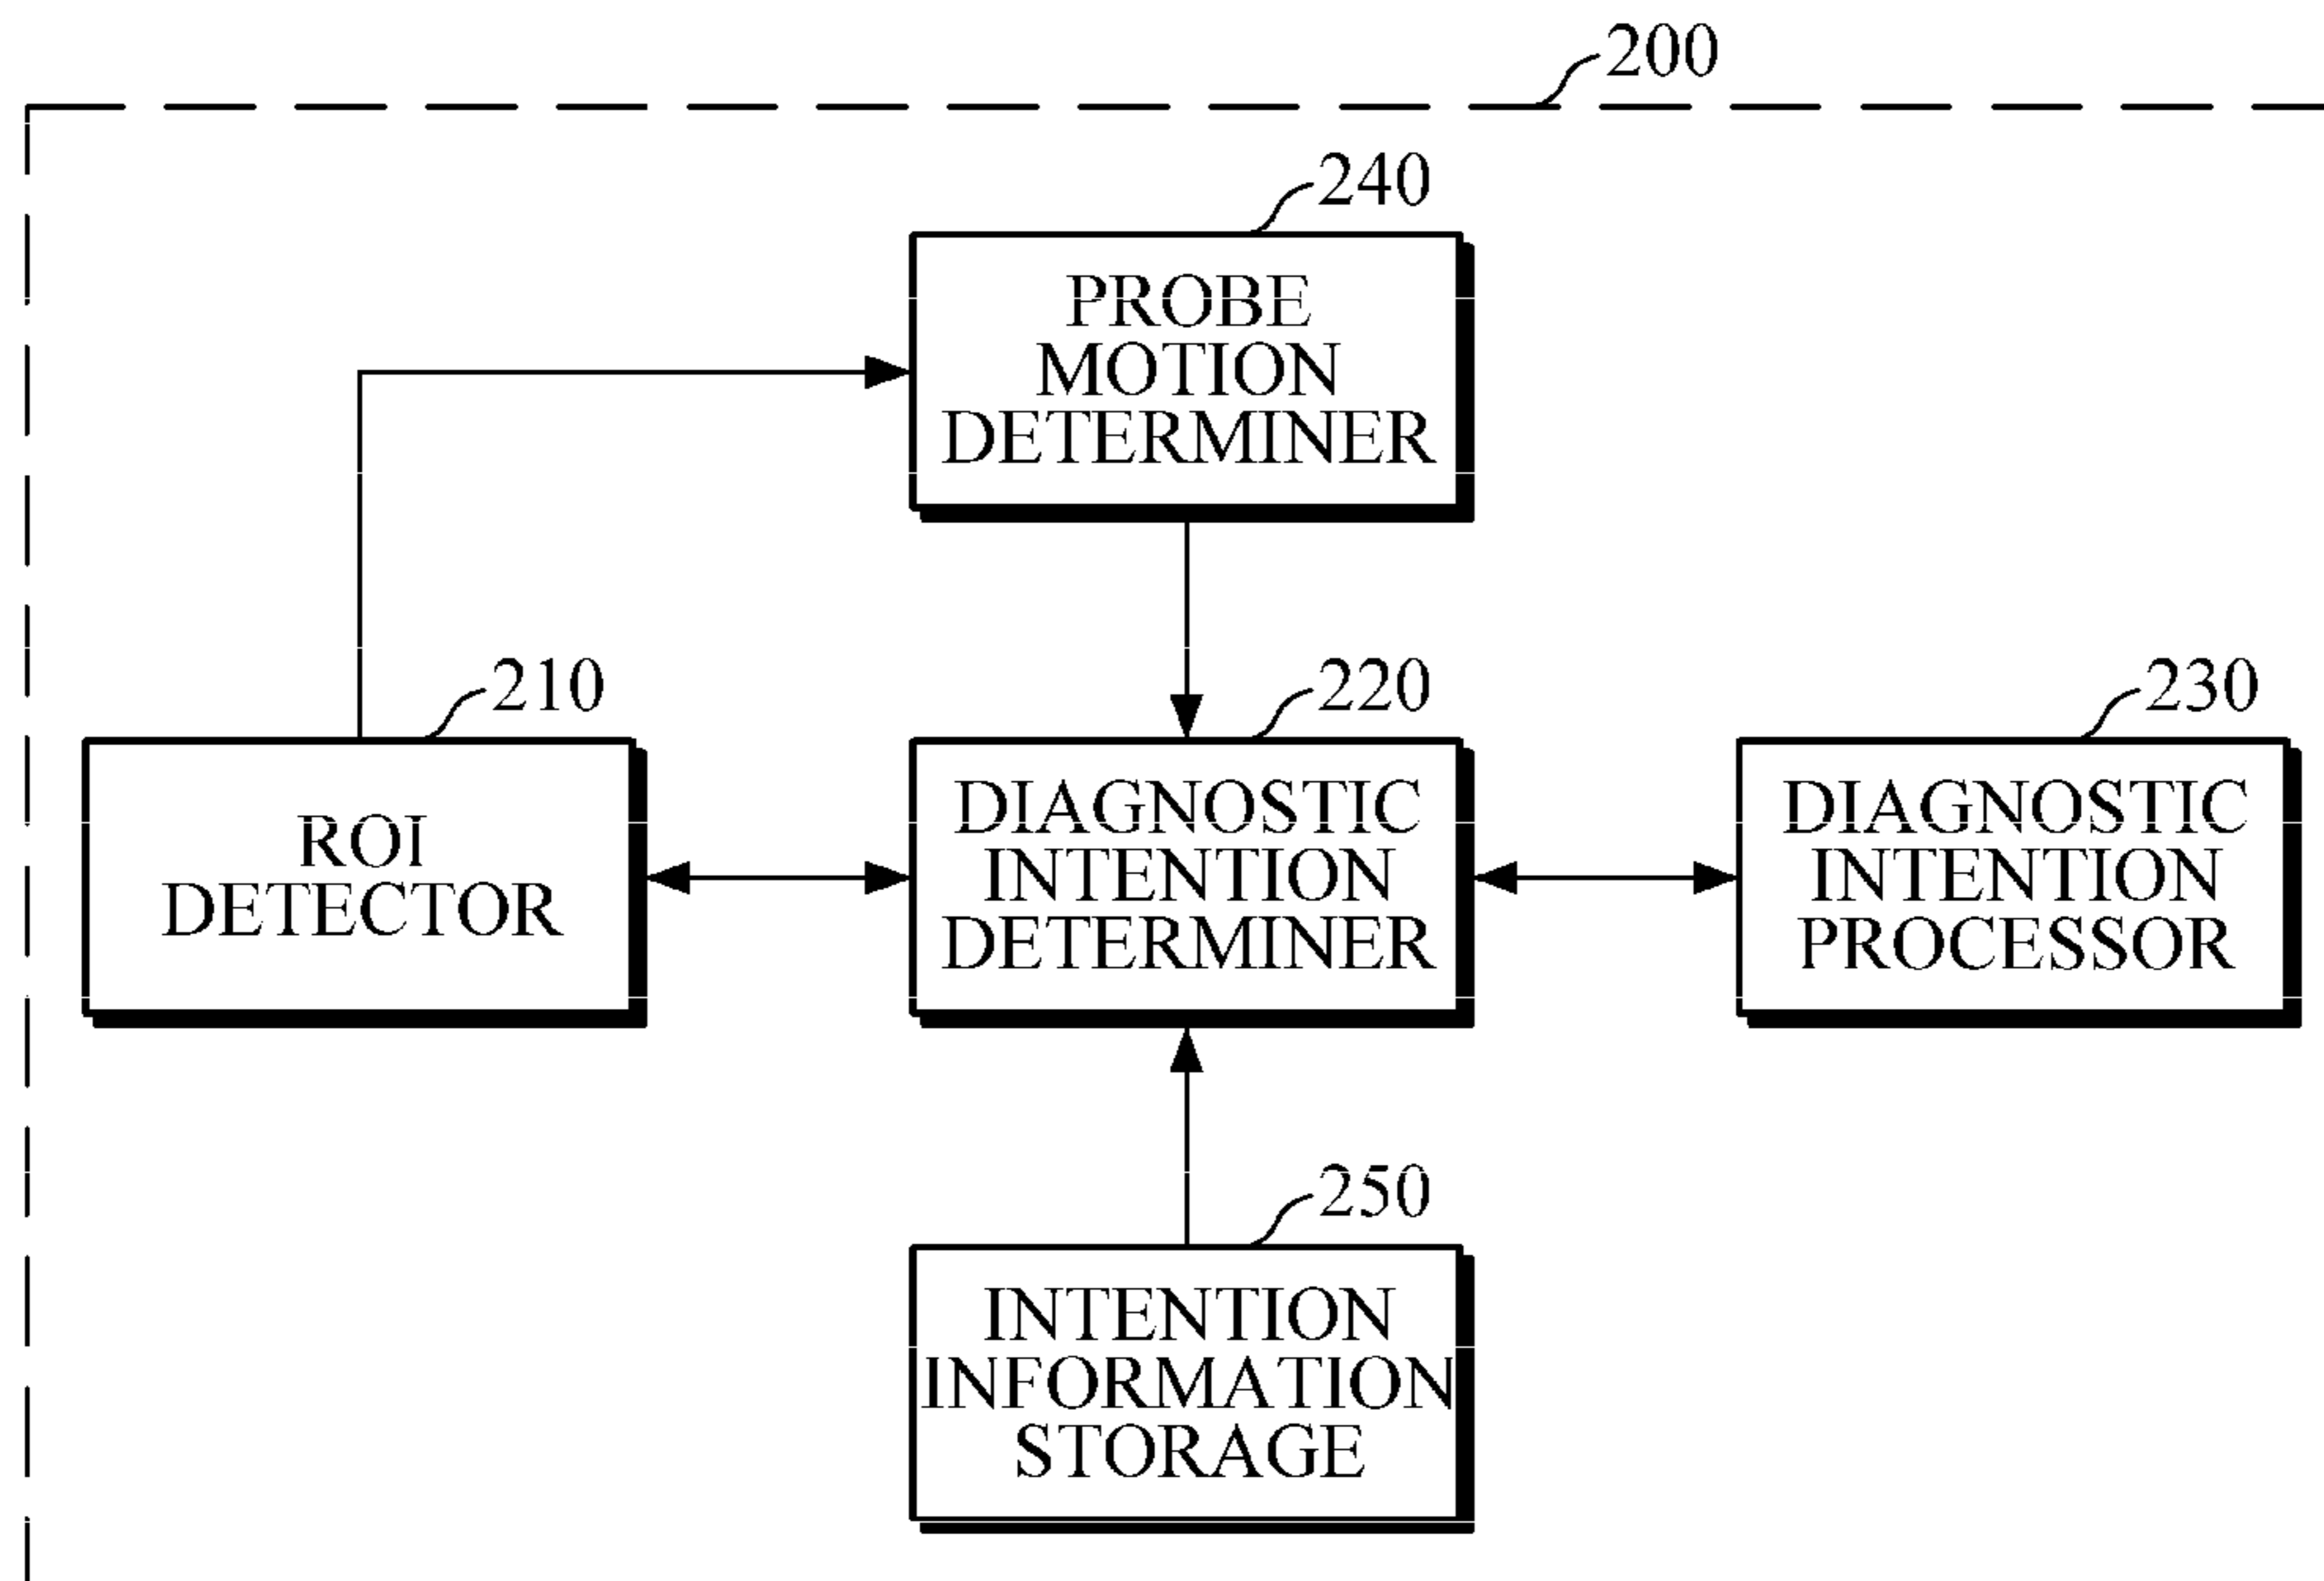 200
240
PROBE
MOTION
DETERMINER
210
ROI
DETECTOR
220
DIAGNOSTIC
INTENTION
DETERMINER
230
DIAGNOSTIC
INTENTION
PROCESSOR
250
INTENTION
INFORMATION
STORAGE